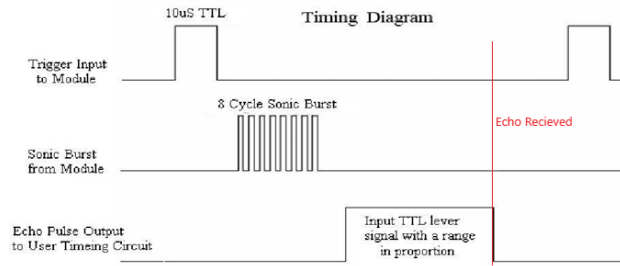 10uS TTL
Timing Diagram
Trigger Input
to Module
8 Cycle Sonic Burst
Echo Recieved
Sonic Burst
from Module
Echo Pulse Output
to User Timeing Circuit
Input TTL lever
signal with a range
in proportion